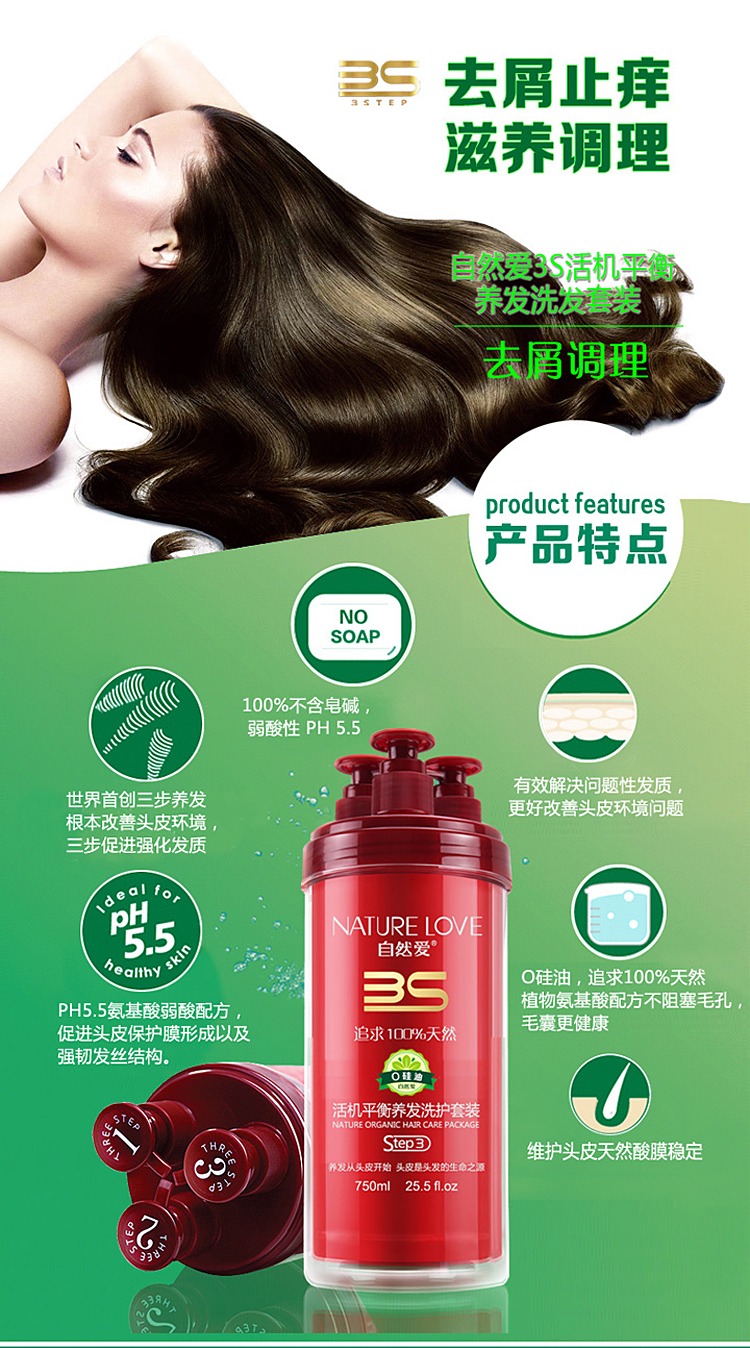 3S
3STEP
去屑止痒
滋养调理
自然爱3S活机平衡
养发洗发套装
去屑调理
product features
产品特点
NO
SOAP
100%不含皂碱，
弱酸性 PH 5.5
世界首创三步养发
根本改善头皮环境，
三步促进强化发质
有效解决问题性发质，
更好改善头皮环境问题
Ideal for
pH
5.5
healthy skin
PH5.5氨基酸弱酸配方，
促进头皮保护膜形成以及
强韧发丝结构。
O硅油，追求100%天然
植物氨基酸配方不阻塞毛孔，
毛囊更健康
维护头皮天然酸膜稳定
NATURE LOVE
自然爱®
3S
追求100%天然
O硅油
自然爱
活机平衡养发洗护套装
NATURE ORGANIC HAIR CARE PACKAGE
Step 3
养发从头皮开始 头皮是头发的生命之源
750ml 25.5 fl.oz
THREE STEP
1
THREE STEP
3
THREE STEP
2